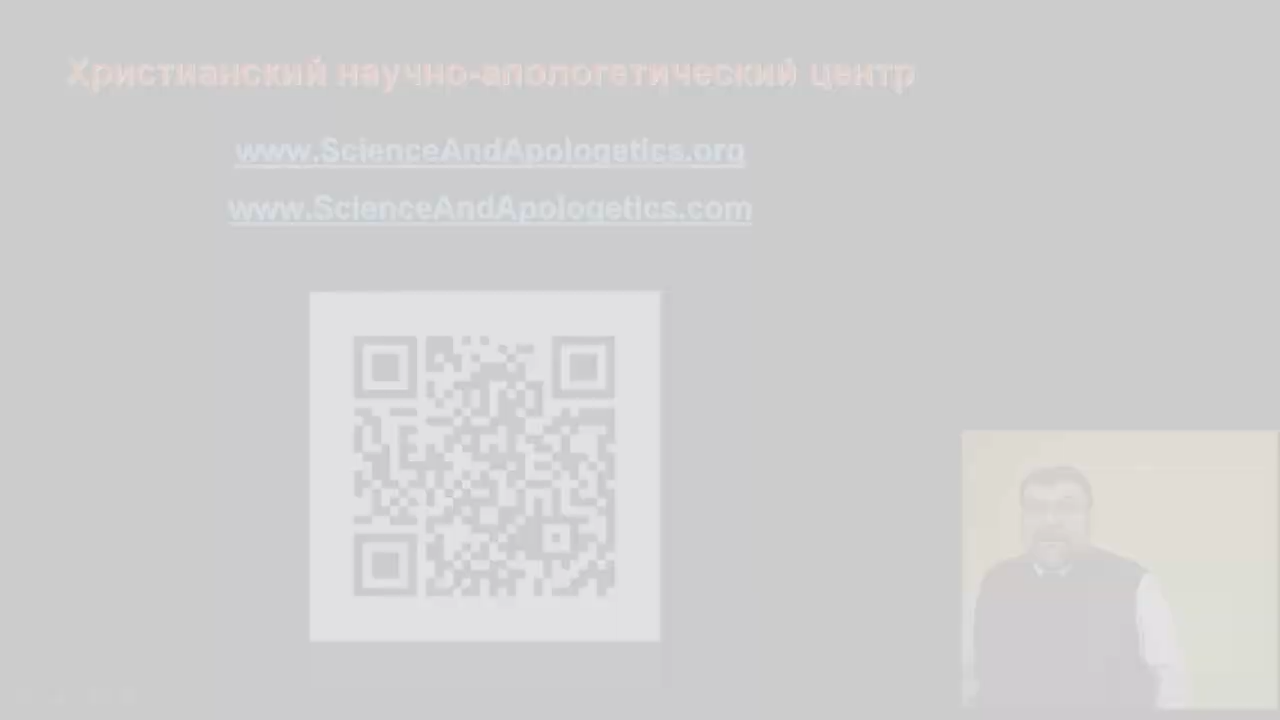 Христианский научно-апологетический центр
www.ScienceAndApologetics.org
www.ScienceAndApologetics.com